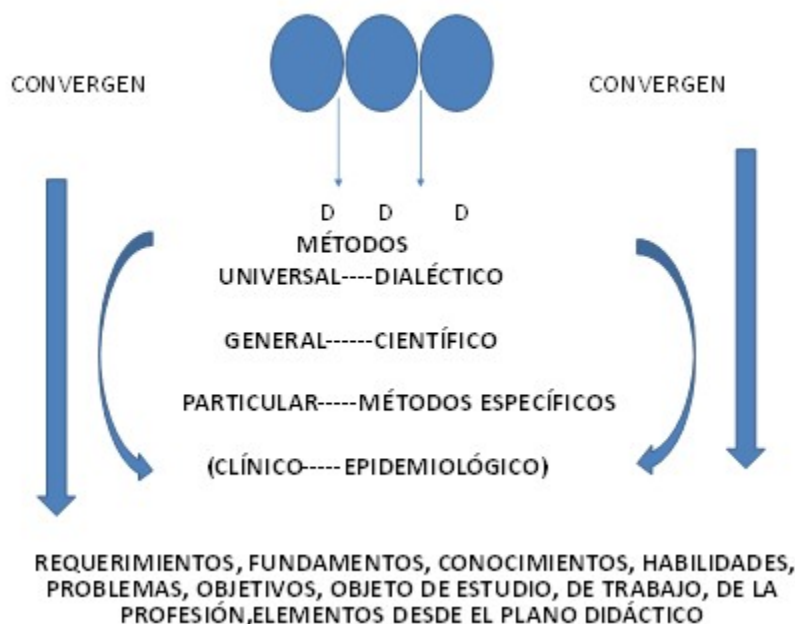 CONVERGEN
CONVERGEN
D D D
MÉTODOS
UNIVERSAL----DIALÉCTICO
GENERAL------CIENTÍFICO
PARTICULAR-----MÉTODOS ESPECÍFICOS
(CLÍNICO-----EPIDEMIOLÓGICO)
REQUERIMIENTOS, FUNDAMENTOS, CONOCIMIENTOS, HABILIDADES,
PROBLEMAS, OBJETIVOS, OBJETO DE ESTUDIO, DE TRABAJO, DE LA
PROFESIÓN,ELEMENTOS DESDE EL PLANO DIDÁCTICO